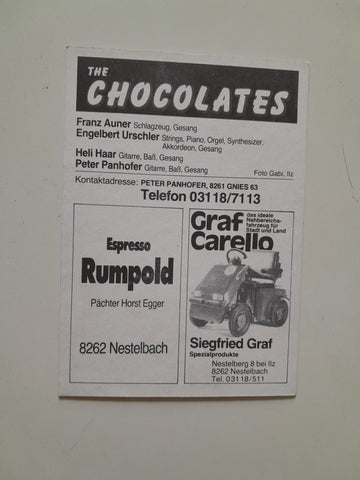 THE
CHOCOLATES
Franz Auner Schlagzeug, Gesang
Engelbert Urschler Strings, Piano, Orgel, Synthesizer,
Akkordeon, Gesang
Heli Haar Gitarre, Baß, Gesang
Peter Panhofer Gitarre, Baß, Gesang
Foto Gabi, Ilz
Kontaktadresse: PETER PANHOFER, 8261 GNIES 63
Telefon 03118/7113
Espresso
Rumpold
Pächter Horst Egger
8262 Nestelbach
Graf
Carello
das ideale
Nahbereichs-
fahrzeug für
Stadt und Land
Siegfried Graf
Spezialprodukte
Nestelberg 8 bei Ilz
8262 Nestelbach
Tel. 03118/511